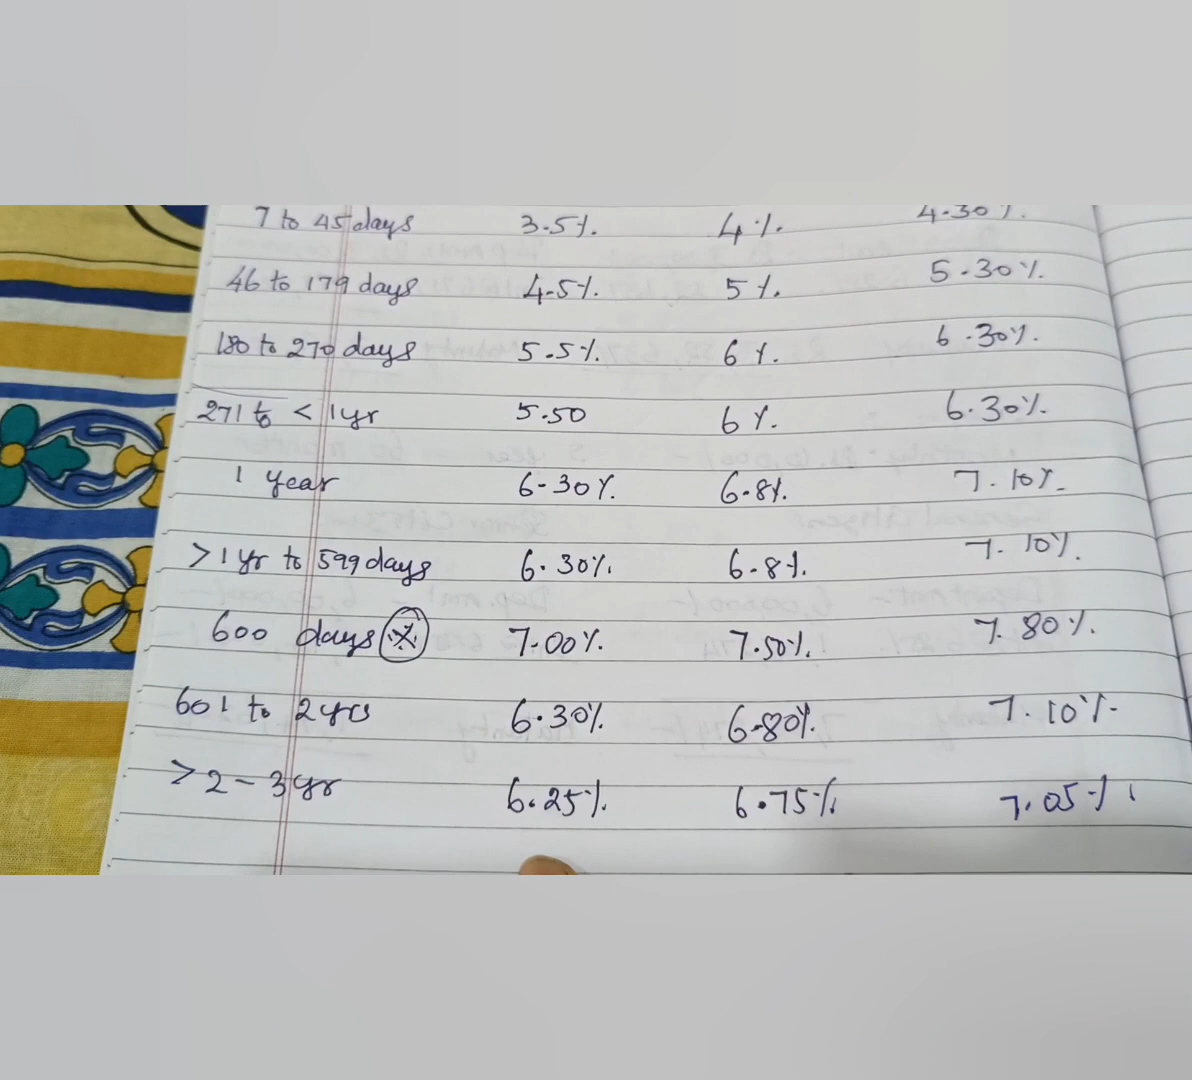 7 to 45 days 3.5%. 4%. 4.30%.
46 to 179 days 4.5%. 5%. 5.30%.
180 to 270 days 5.5%. 6%. 6.30%.
271 to < 1yr 5.50 6%. 6.30%.
1 year 6.30%. 6.8%. 7.10%
>1 yr to 599 days 6.30%. 6.8%. 7.10%.
600 days 7.00%. 7.50%. 7.80%.
601 to 2 yrs 6.30%. 6.80%. 7.10%
>2-3 yr 6.25%. 6.75%. 7.05%.